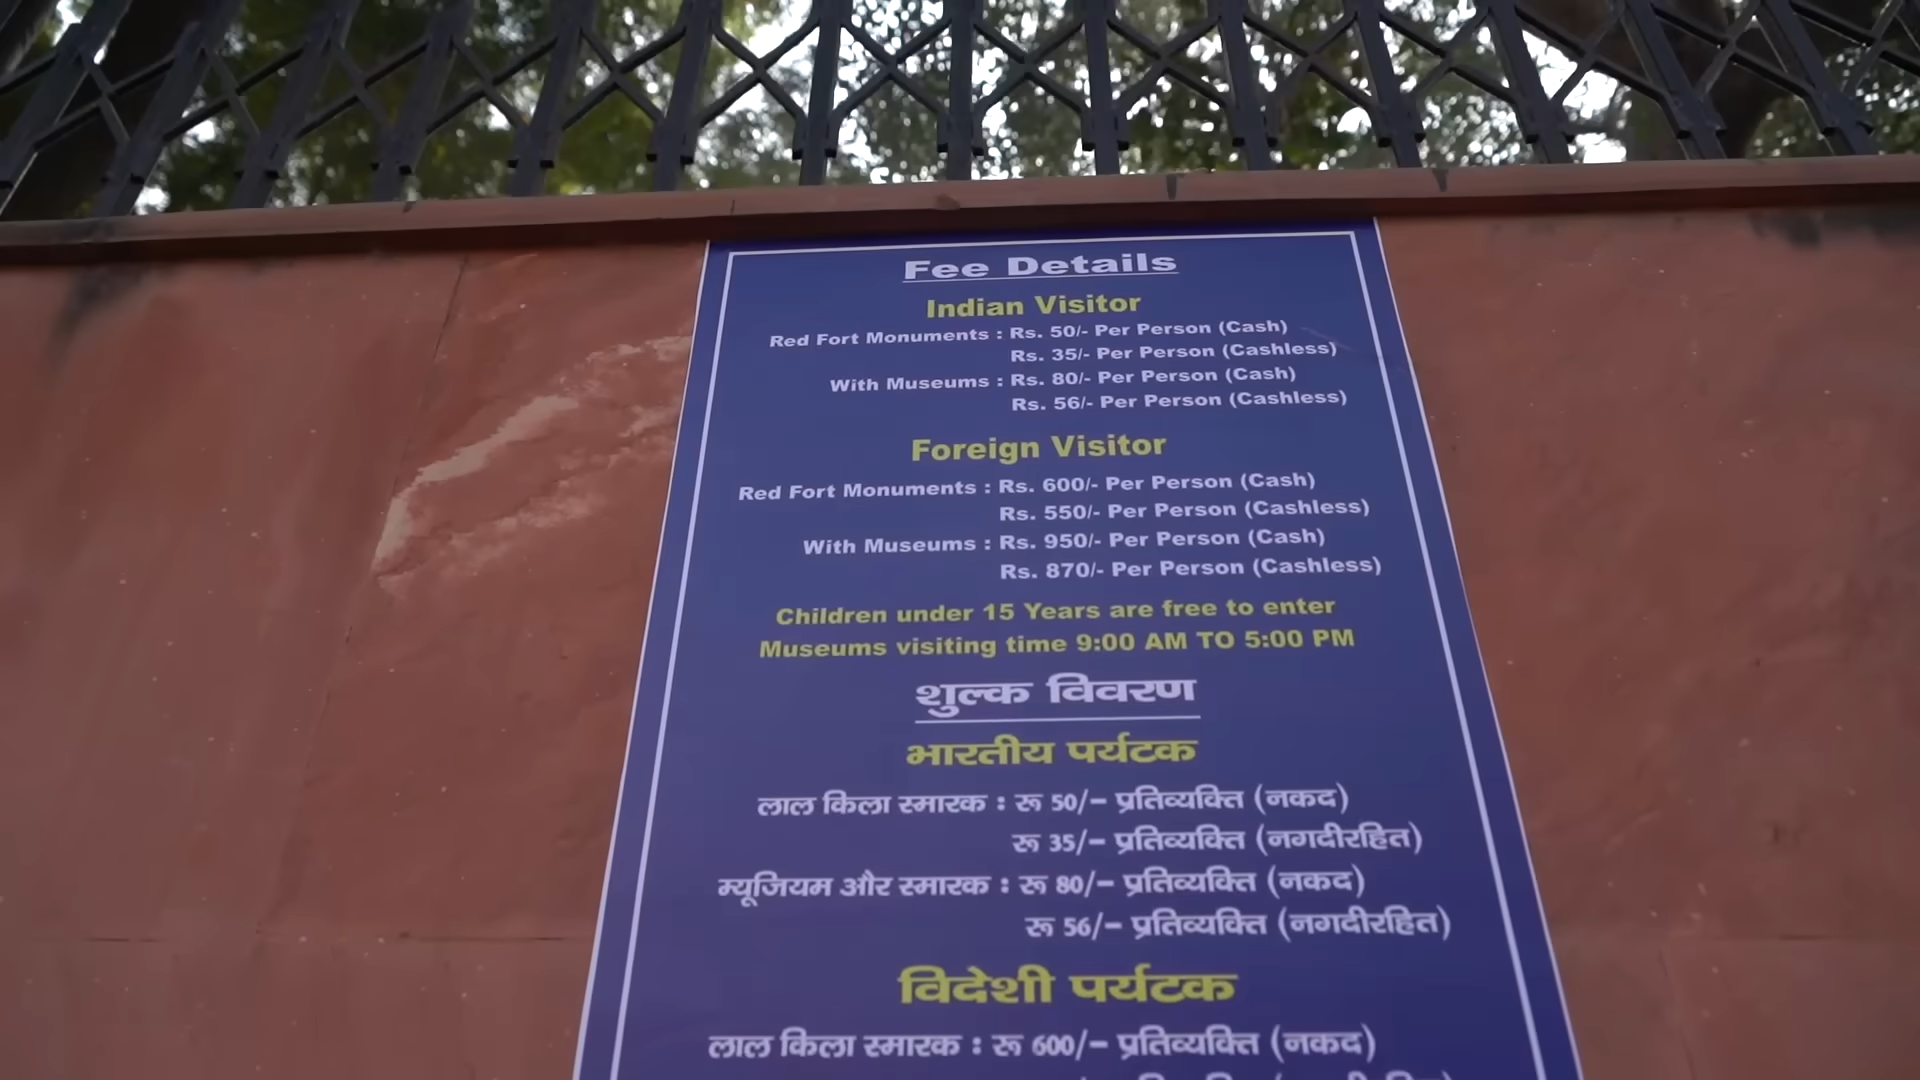 Fee Details
Indian Visitor
Red Fort Monuments : Rs. 50/- Per Person (Cash)
Rs. 35/- Per Person (Cashless)
With Museums : Rs. 80/- Per Person (Cash)
Rs. 56/- Per Person (Cashless)
Foreign Visitor
Red Fort Monuments : Rs. 600/- Per Person (Cash)
Rs. 550/- Per Person (Cashless)
With Museums : Rs. 950/- Per Person (Cash)
Rs. 870/- Per Person (Cashless)
Children under 15 Years are free to enter
Museums visiting time 9:00 AM TO 5:00 PM
शुल्क विवरण
भारतीय पर्यटक
लाल किला स्मारक : रू 50/– प्रतिव्यक्ति (नकद)
रू 35/– प्रतिव्यक्ति (नगदीरहित)
म्यूजियम और स्मारक : रू 80/– प्रतिव्यक्ति (नकद)
रू 56/– प्रतिव्यक्ति (नगदीरहित)
विदेशी पर्यटक
लाल किला स्मारक : रू 600/– प्रतिव्यक्ति (नकद)